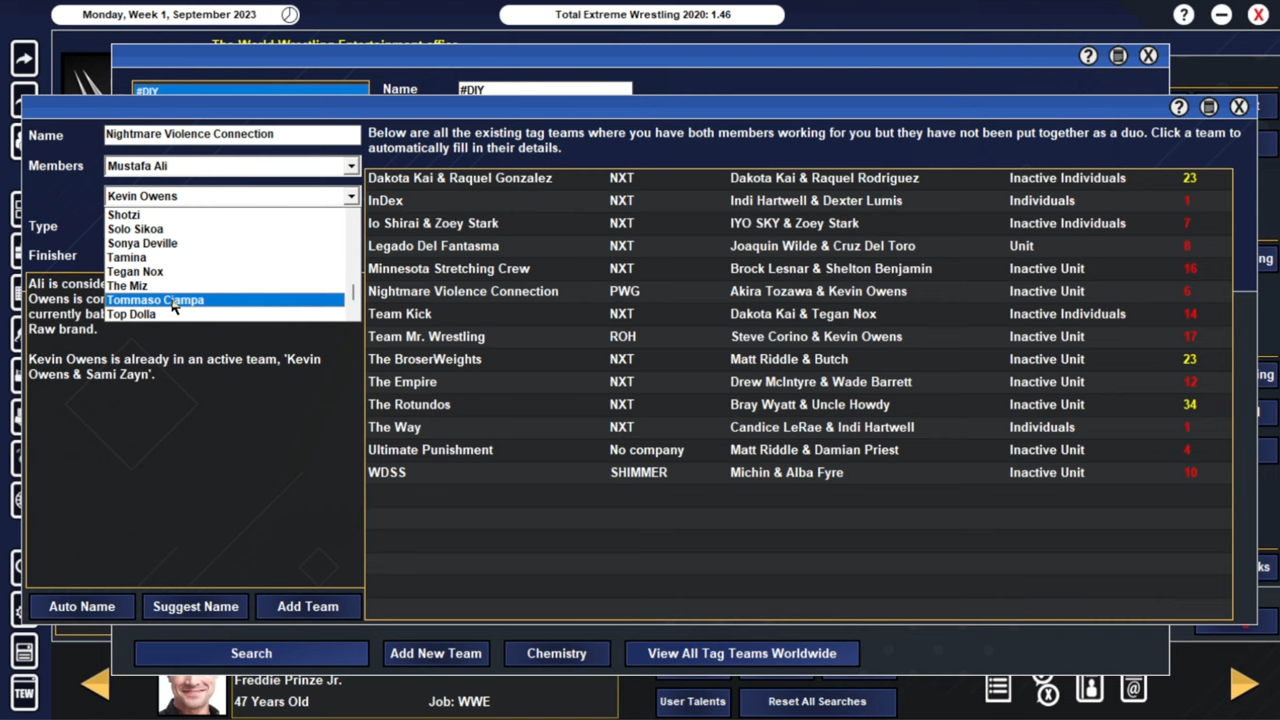 Monday, Week 1, September 2023
Total Extreme Wrestling 2020: 1.46
The World Wrestling Entertainment office
#DIY
Name
#DIY
Name
Nightmare Violence Connection
Members
Mustafa Ali
Kevin Owens
Type
Finisher
Shotzi
Solo Sikoa
Sonya Deville
Tamina
Tegan Nox
The Miz
Tommaso Ciampa
Top Dolla
Ali is conside
Owens is cor
currently bab
Raw brand.
Kevin Owens is already in an active team, 'Kevin
Owens & Sami Zayn'.
Auto Name
Suggest Name
Add Team
Below are all the existing tag teams where you have both members working for you but they have not been put together as a duo. Click a team to
automatically fill in their details.
Dakota Kai & Raquel Gonzalez NXT Dakota Kai & Raquel Rodriguez Inactive Individuals 23
InDex NXT Indi Hartwell & Dexter Lumis Individuals 1
Io Shirai & Zoey Stark NXT IYO SKY & Zoey Stark Inactive Individuals 7
Legado Del Fantasma NXT Joaquin Wilde & Cruz Del Toro Unit 8
Minnesota Stretching Crew NXT Brock Lesnar & Shelton Benjamin Inactive Unit 16
Nightmare Violence Connection PWG Akira Tozawa & Kevin Owens Inactive Unit 6
Team Kick NXT Dakota Kai & Tegan Nox Inactive Individuals 14
Team Mr. Wrestling ROH Steve Corino & Kevin Owens Inactive Unit 17
The BroserWeights NXT Matt Riddle & Butch Inactive Unit 23
The Empire NXT Drew McIntyre & Wade Barrett Inactive Unit 12
The Rotundos NXT Bray Wyatt & Uncle Howdy Inactive Unit 34
The Way NXT Candice LeRae & Indi Hartwell Individuals 1
Ultimate Punishment No company Matt Riddle & Damian Priest Inactive Unit 4
WDSS SHIMMER Michin & Alba Fyre Inactive Unit 10
Search
Add New Team
Chemistry
View All Tag Teams Worldwide
Freddie Prinze Jr.
47 Years Old
Job: WWE
User Talents
Reset All Searches
TEW
ng
ing
ks